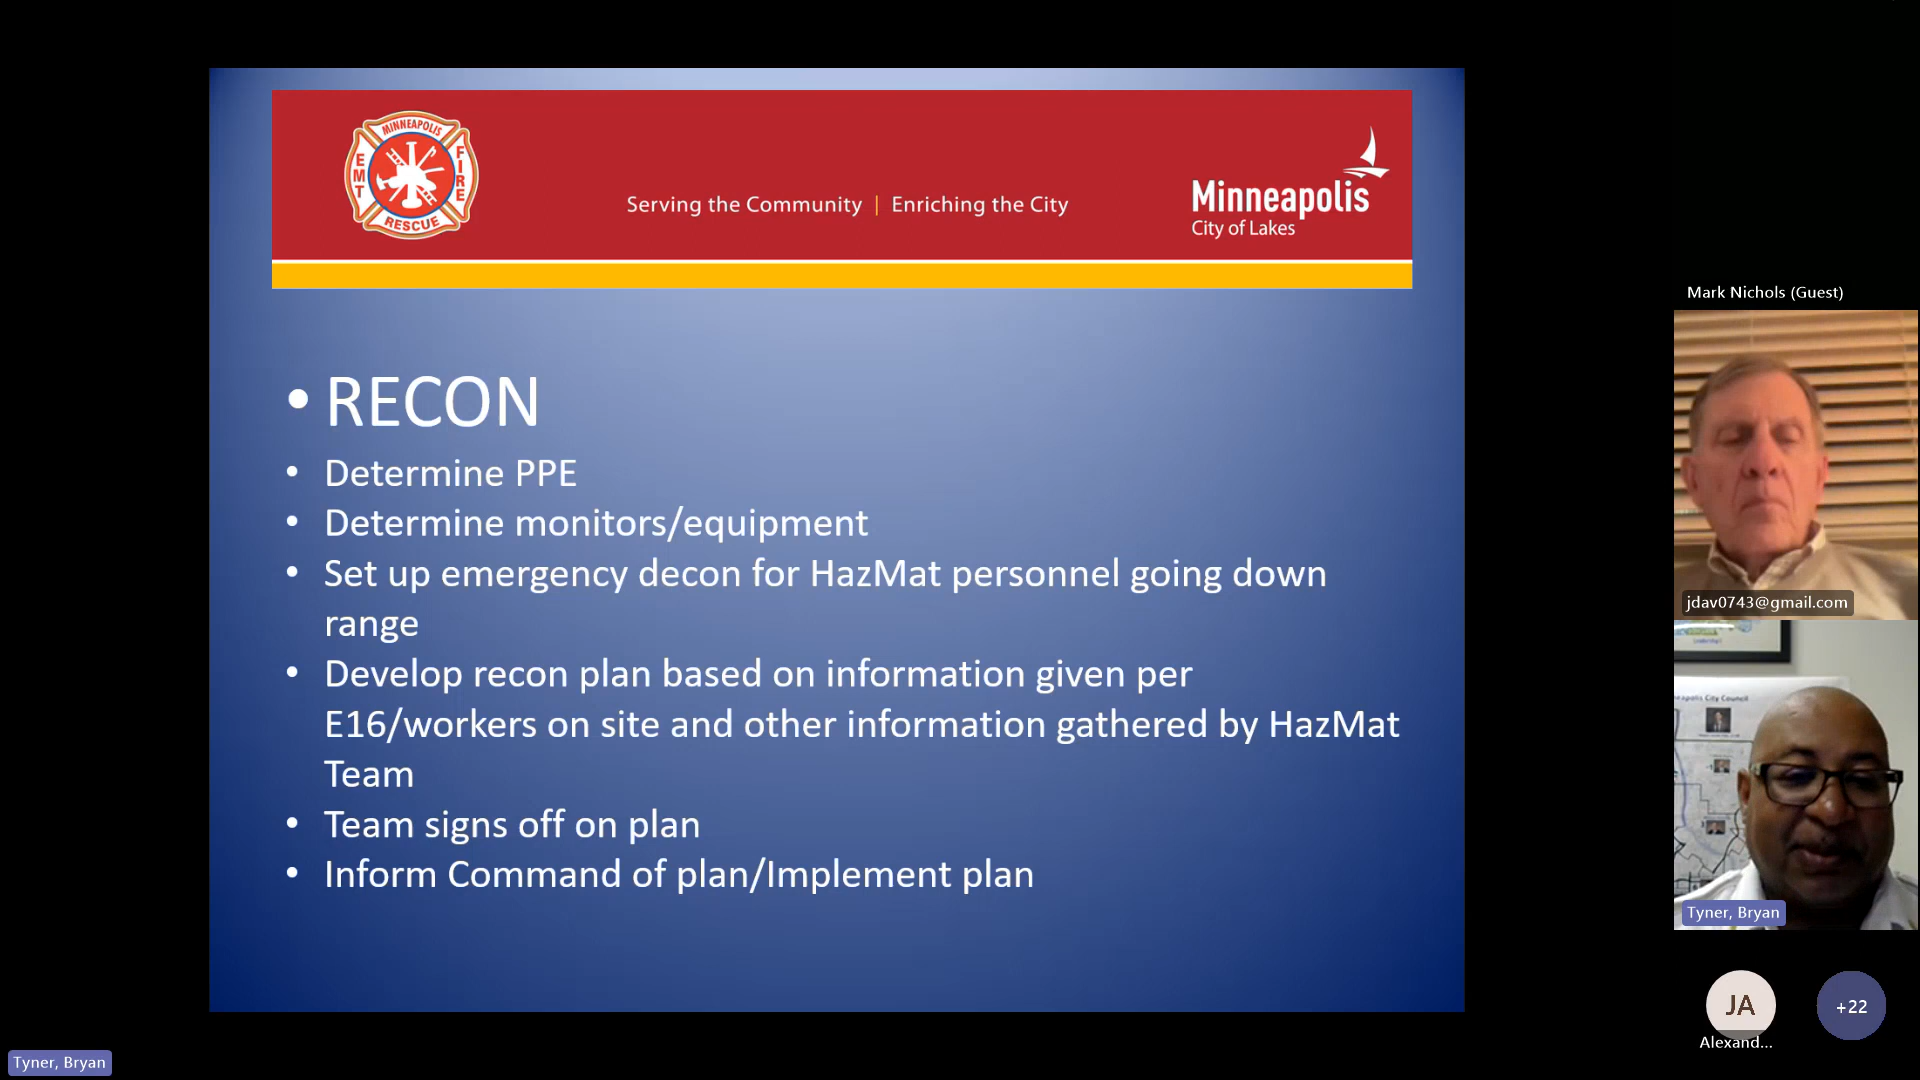 MINNEAPOLIS
EMT
FIRE
RESCUE
Serving the Community | Enriching the City
Minneapolis
City of Lakes
• RECON
• Determine PPE
• Determine monitors/equipment
• Set up emergency decon for HazMat personnel going down
range
• Develop recon plan based on information given per
E16/workers on site and other information gathered by HazMat
Team
• Team signs off on plan
• Inform Command of plan/Implement plan
Mark Nichols (Guest)
jdav0743@gmail.com
City Council
Tyner, Bryan
JA
+22
Alexand...
Tyner, Bryan